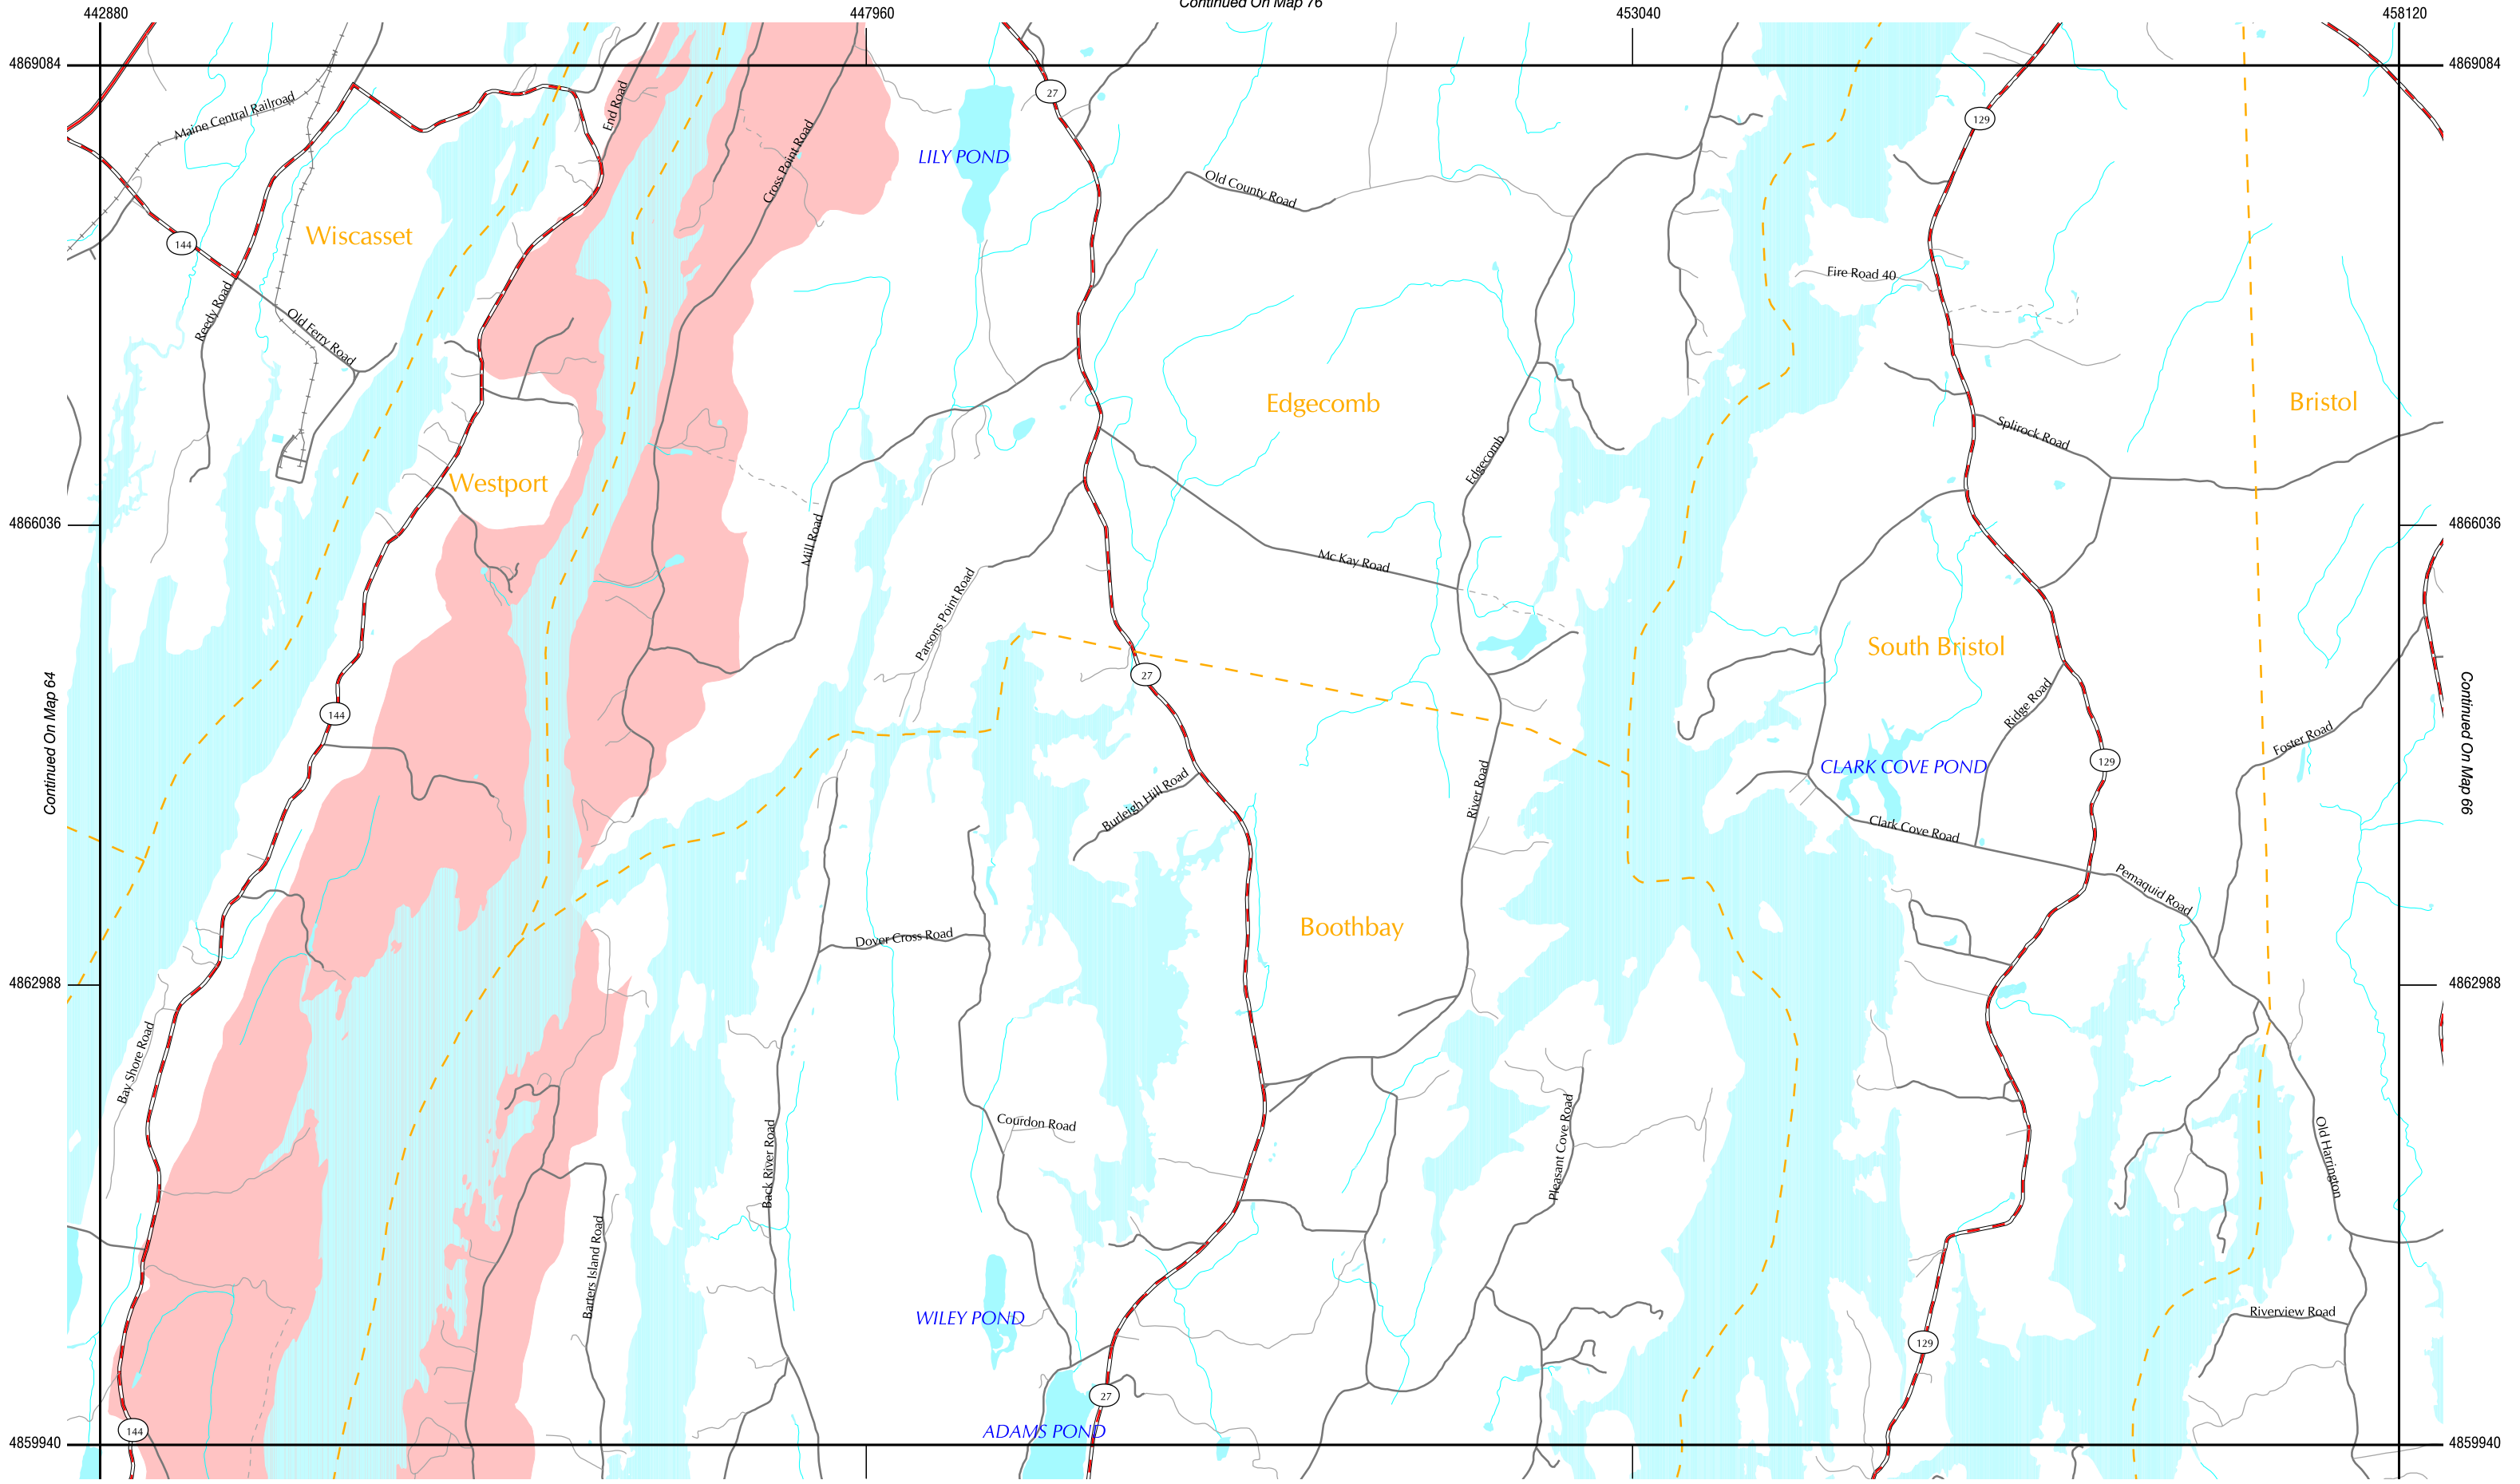 Continued On Map 76
442880
447960
453040
458120
4869084
4869084
27
129
Maine Central Railroad
End Road
Cross Point Road
LILY POND
Old County Road
144
Wiscasset
Fire Road 40
Reedy Road
Old Ferry Road
Edgecomb
Bristol
Splirock Road
Edgecomb
Westport
4866036
4866036
Mill Road
Mc Kay Road
Parsons Point Road
South Bristol
27
Continued On Map 64
Continued On Map 66
144
Ridge Road
Foster Road
129
CLARK COVE POND
River Road
Burleigh Hill Road
Clark Cove Road
Pemaquid Road
Boothbay
Dover Cross Road
4862988
4862988
Bay Shore Road
Courdon Road
Back River Road
Pleasant Cove Road
Old Harrington
Barters Island Road
WILEY POND
Riverview Road
129
27
144
ADAMS POND
4859940
4859940